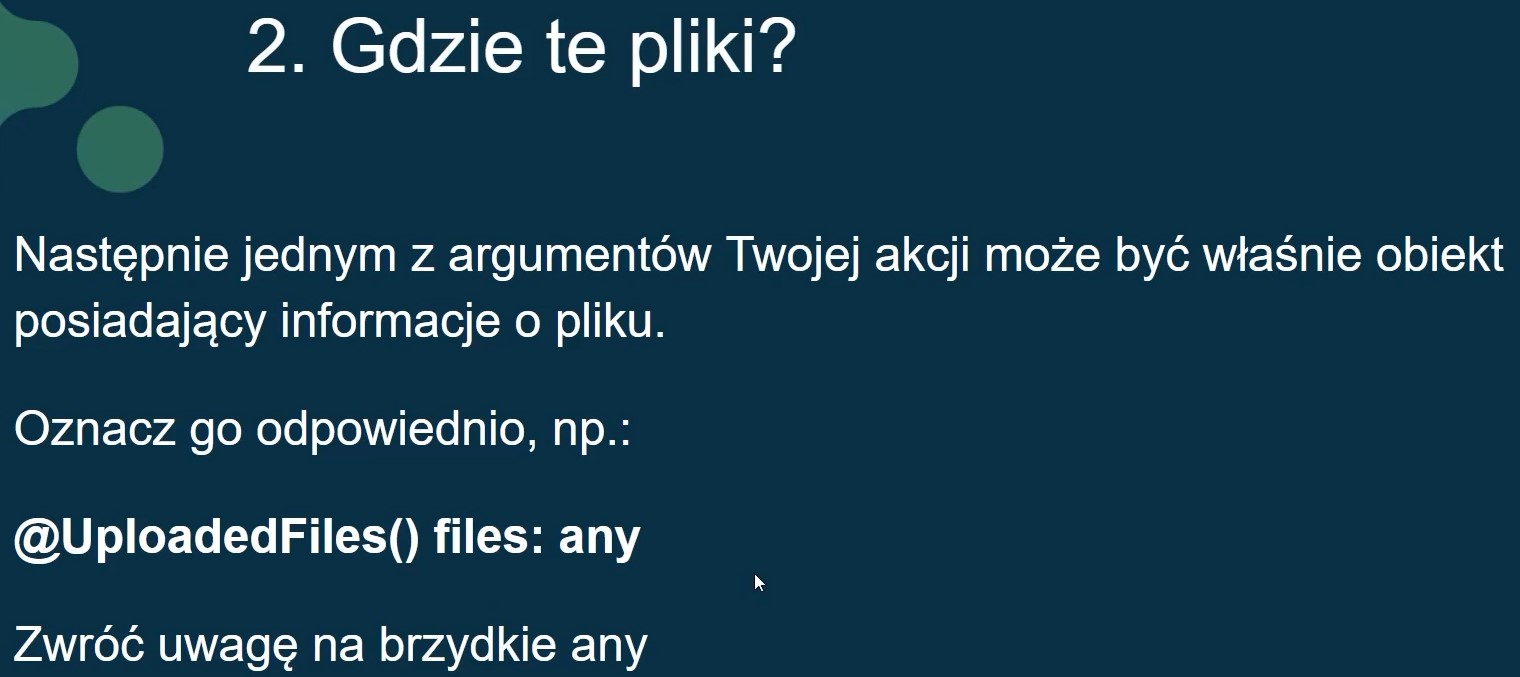 2. Gdzie te pliki?
Następnie jednym z argumentów Twojej akcji może być właśnie obiekt
posiadający informacje o pliku.
Oznacz go odpowiednio, np.:
@UploadedFiles() files: any
Zwróć uwagę na brzydkie any